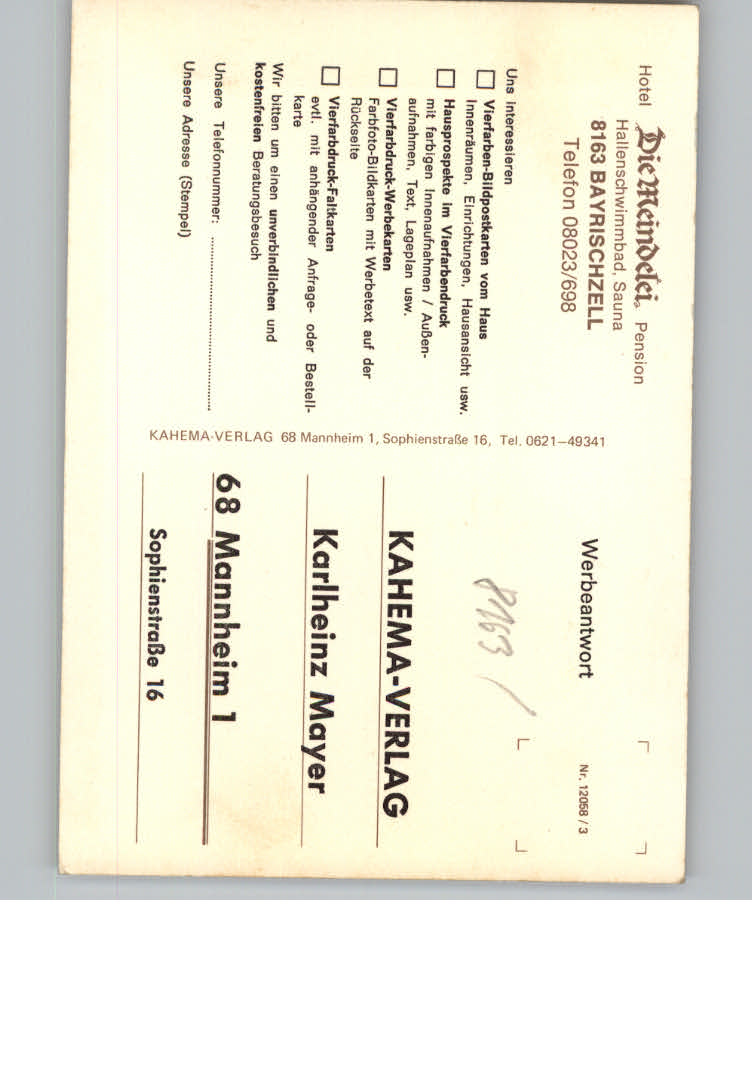 Hotel Die Meindelei, Pension
Hallenschwimmbad, Sauna
8163 BAYRISCHZELL
Telefon 08023/698
Uns interessieren
☐ Vierfarben-Bildpostkarten vom Haus
Innenräumen, Einrichtungen, Hausansicht usw.
☐ Hausprospekte im Vierfarbendruck
mit farbigen Innenaufnahmen / Außen-
aufnahmen, Text, Lageplan usw.
☐ Vierfarbdruck-Werbekarten
Farbfoto-Bildkarten mit Werbetext auf der
Rückseite
☐ Vierfarbdruck-Faltkarten
evtl. mit anhängender Anfrage- oder Bestell-
karte
Wir bitten um einen unverbindlichen und
kostenfreien Beratungsbesuch
Unsere Telefonnummer: ........................................
Unsere Adresse (Stempel)
KAHEMA-VERLAG 68 Mannheim 1, Sophienstraße 16, Tel. 0621–49341
Werbeantwort
Nr. 12058 / 3
8163 /
KAHEMA-VERLAG
Karlheinz Mayer
68 Mannheim 1
Sophienstraße 16